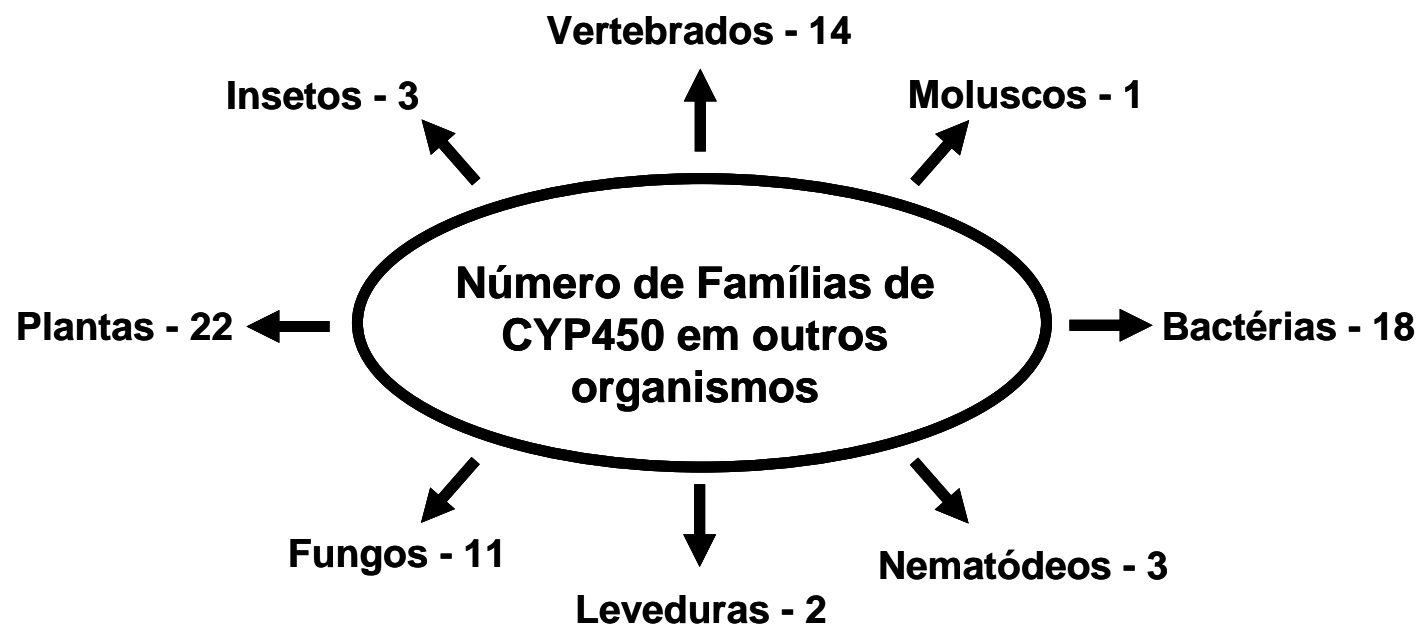 Vertebrados - 14
Insetos - 3
Moluscos - 1
Número de Famílias de
CYP450 em outros
organismos
Plantas - 22
Bactérias - 18
Fungos - 11
Nematódeos - 3
Leveduras - 2